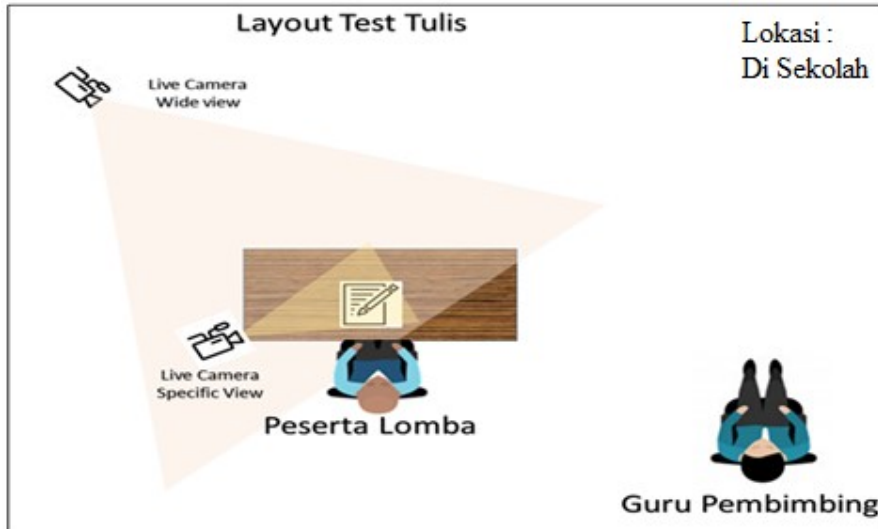 Layout Test Tulis
Lokasi :
Di Sekolah
Live Camera
Wide view
Live Camera
Specific View
Peserta Lomba
Guru Pembimbing